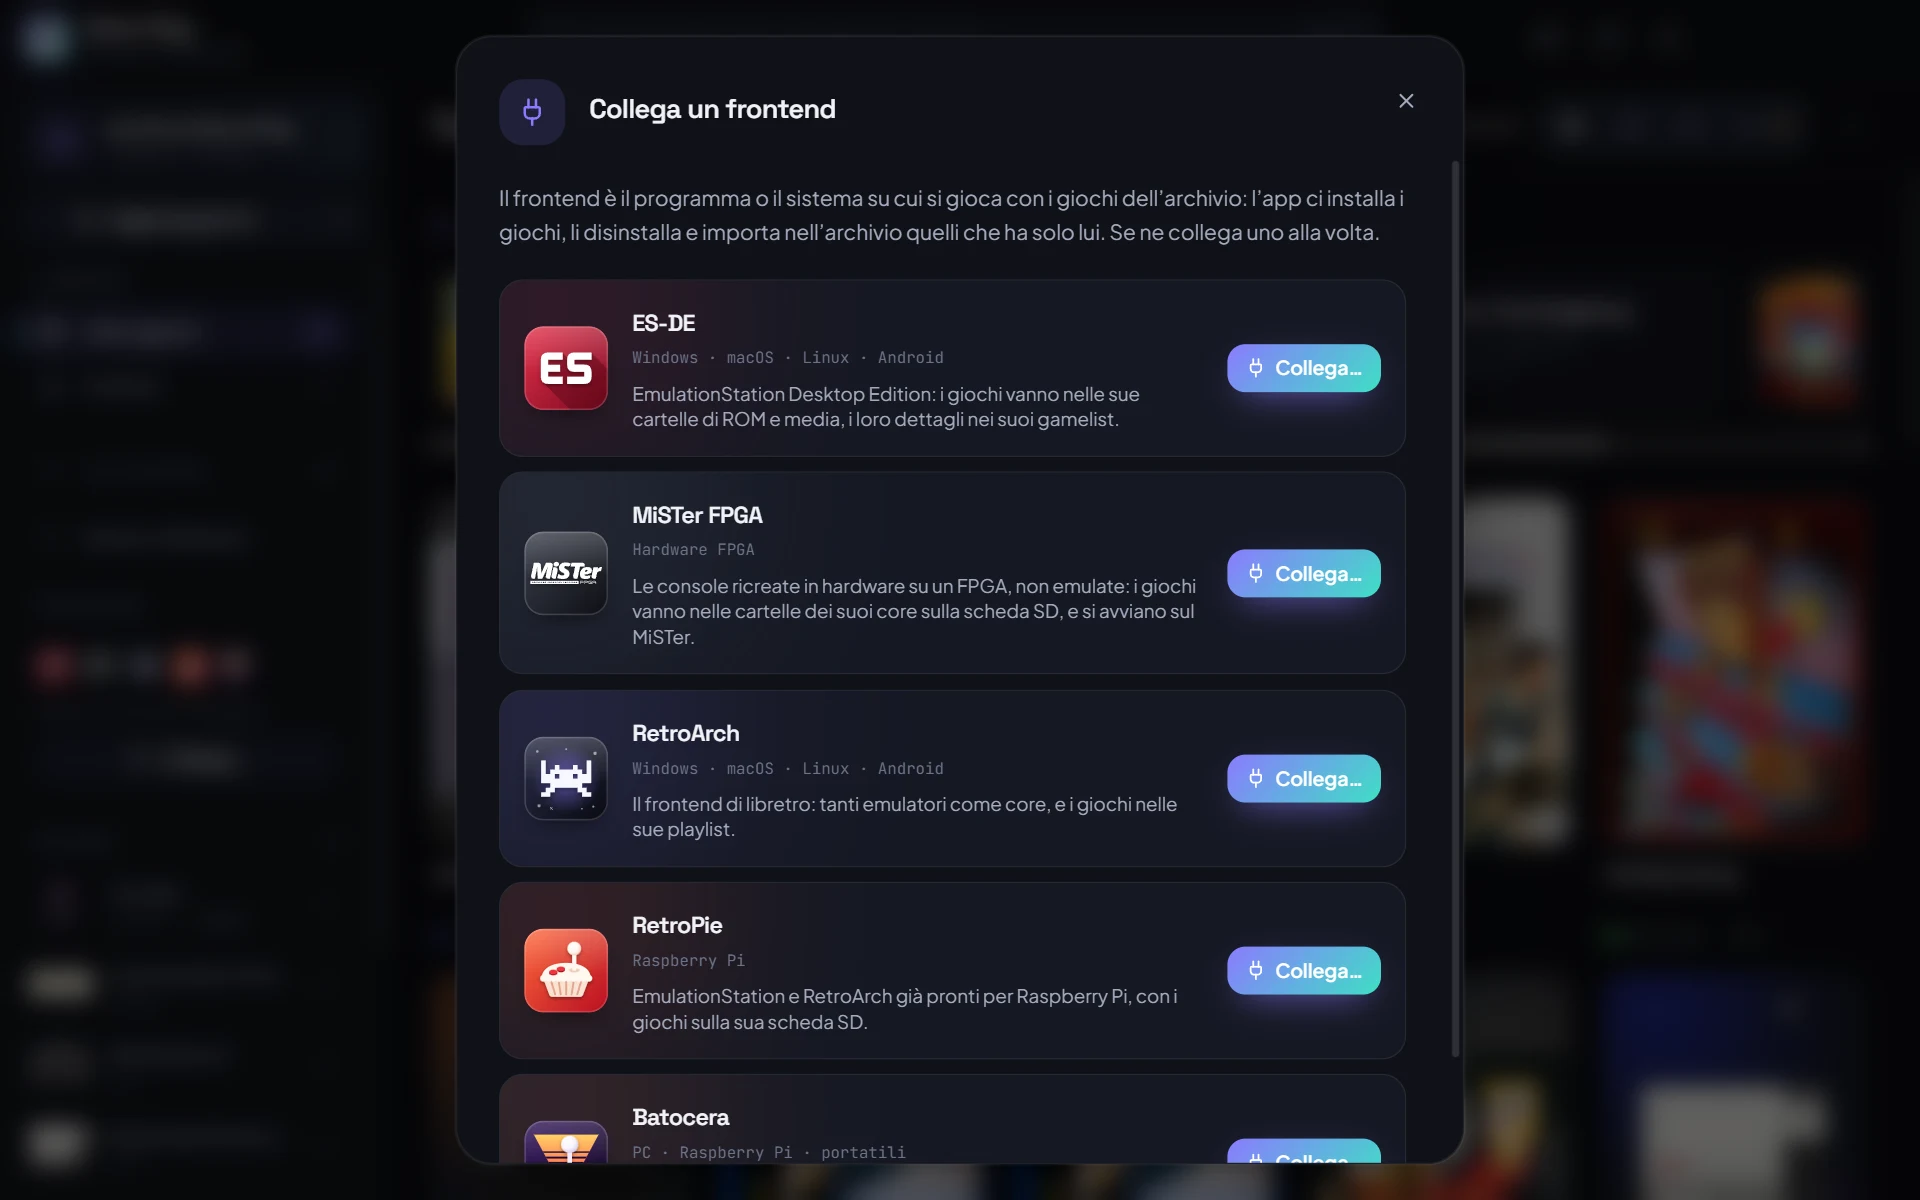 Collega un frontend
Il frontend è il programma o il sistema su cui si gioca con i giochi dell’archivio: l’app ci installa i
giochi, li disinstalla e importa nell’archivio quelli che ha solo lui. Se ne collega uno alla volta.
ES
ES-DE
Windows · macOS · Linux · Android
EmulationStation Desktop Edition: i giochi vanno nelle sue
cartelle di ROM e media, i loro dettagli nei suoi gamelist.
Collega…
MiSTer
MiSTer FPGA
Hardware FPGA
Le console ricreate in hardware su un FPGA, non emulate: i giochi
vanno nelle cartelle dei suoi core sulla scheda SD, e si avviano sul
MiSTer.
Collega…
RetroArch
Windows · macOS · Linux · Android
Il frontend di libretro: tanti emulatori come core, e i giochi nelle
sue playlist.
Collega…
RetroPie
Raspberry Pi
EmulationStation e RetroArch già pronti per Raspberry Pi, con i
giochi sulla sua scheda SD.
Collega…
Batocera
PC · Raspberry Pi · portatili
Collega…